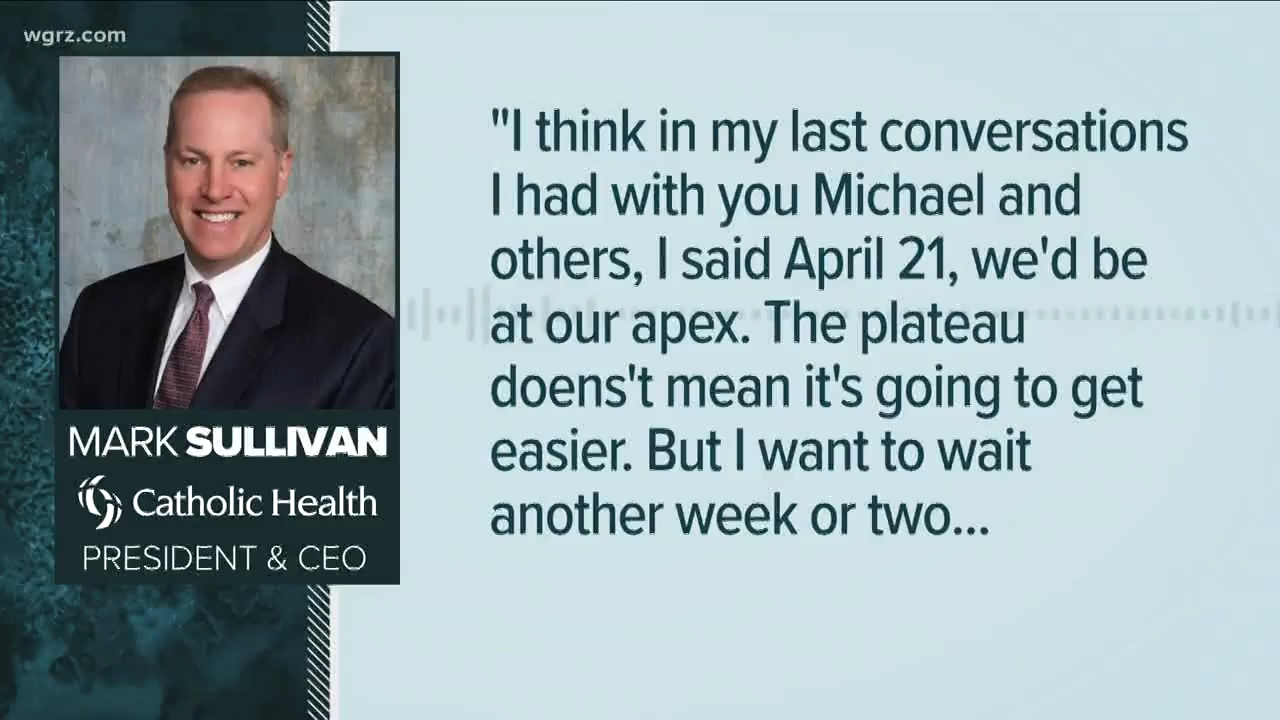 wgrz.com
"I think in my last conversations
I had with you Michael and
others, I said April 21, we'd be
at our apex. The plateau
doens't mean it's going to get
easier. But I want to wait
another week or two...
MARK SULLIVAN
Catholic Health
PRESIDENT & CEO